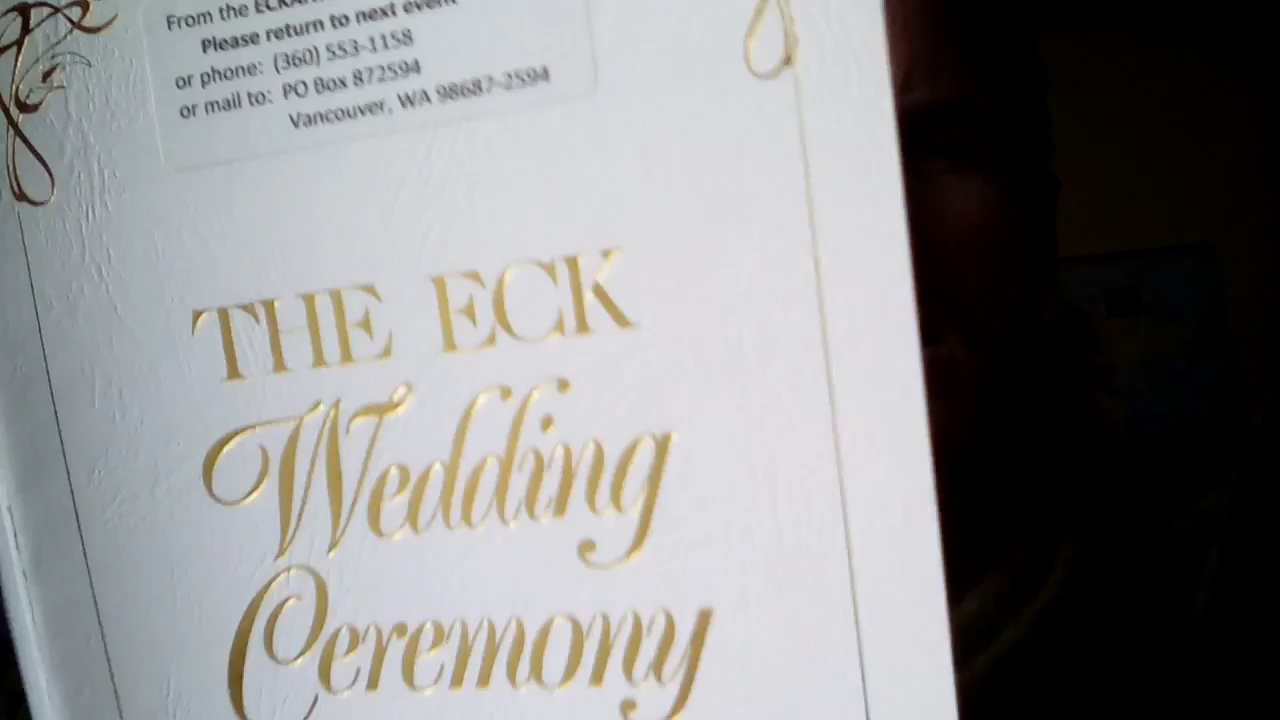 From the
Please return to next event
or phone: (360) 553-1158
or mail to: PO Box 872594
Vancouver, WA 98687-2594
THE ECK
Wedding
Ceremony